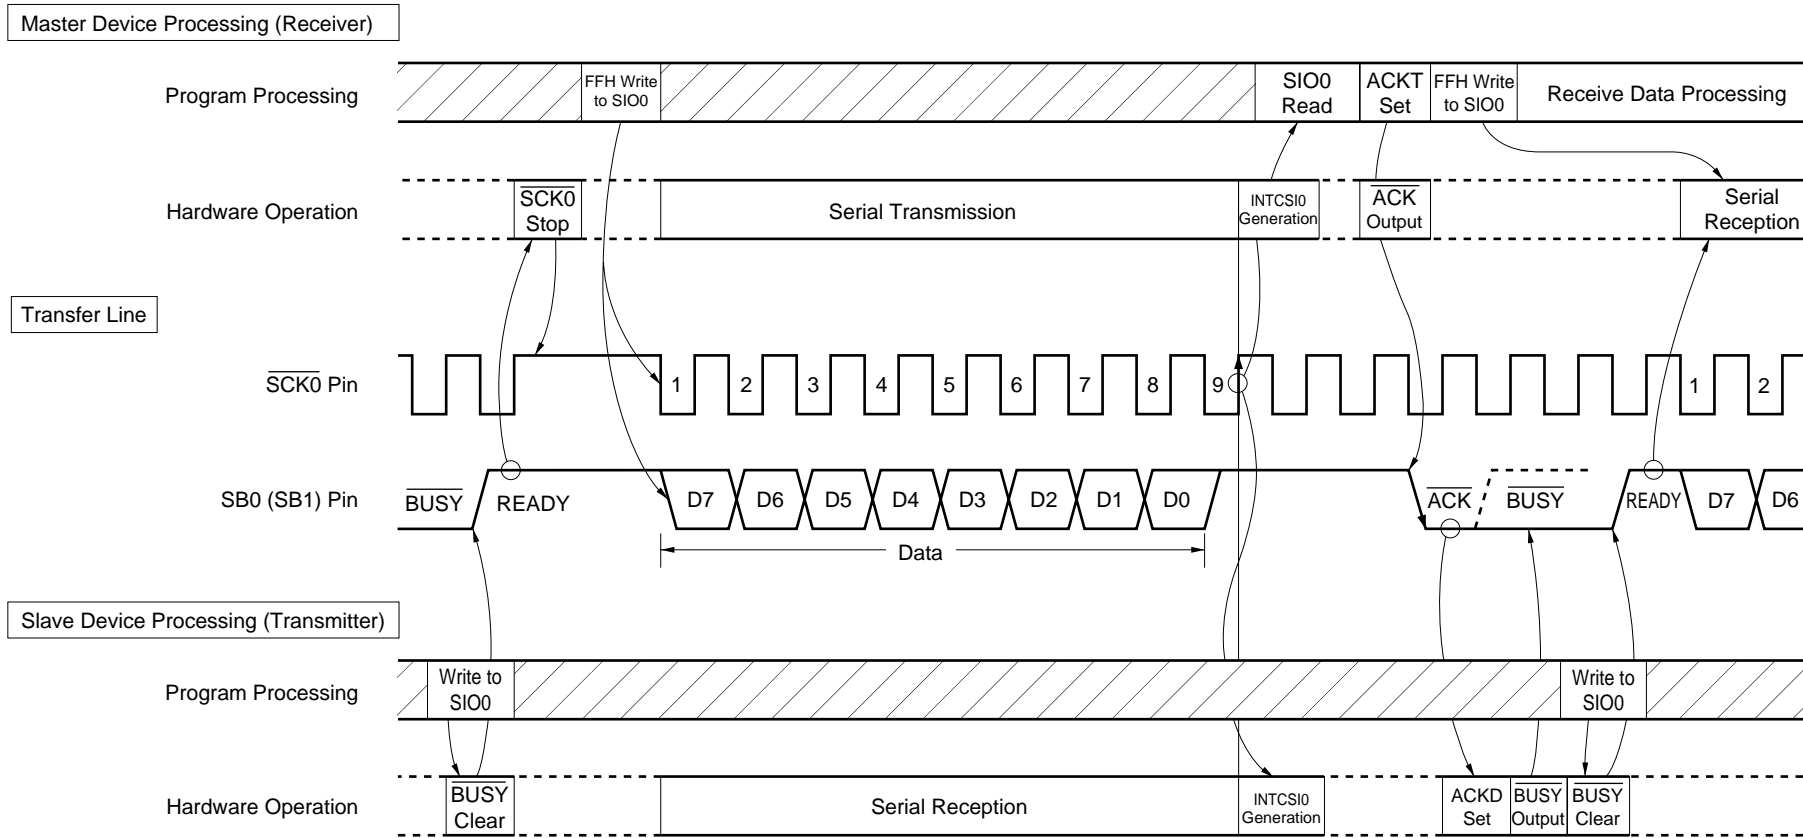 Master Device Processing (Receiver)
Program Processing
FFH Write
to SIO0
SIO0
Read
ACKT
Set
FFH Write
to SIO0
Receive Data Processing
Hardware Operation
SCK0
Stop
Serial Transmission
INTCSI0
Generation
ACK
Output
Serial
Reception
Transfer Line
SCK0 Pin
1 2 3 4 5 6 7 8 9 1 2
SB0 (SB1) Pin
BUSY READY D7 D6 D5 D4 D3 D2 D1 D0 ACK BUSY READY D7 D6
Data
Slave Device Processing (Transmitter)
Program Processing
Write to
SIO0
Write to
SIO0
Hardware Operation
BUSY
Clear
Serial Reception
INTCSI0
Generation
ACKD
Set
BUSY
Output
BUSY
Clear